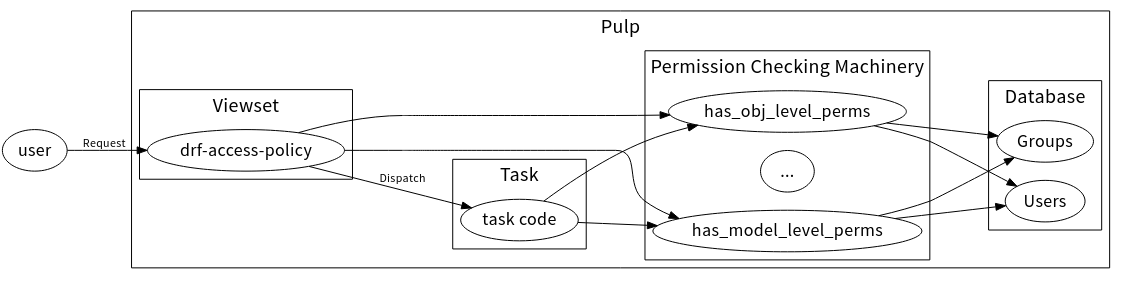 Pulp
Permission Checking Machinery
Database
Viewset
has_obj_level_perms
user
Request
drf-access-policy
Groups
Dispatch
Task
...
Users
task code
has_model_level_perms